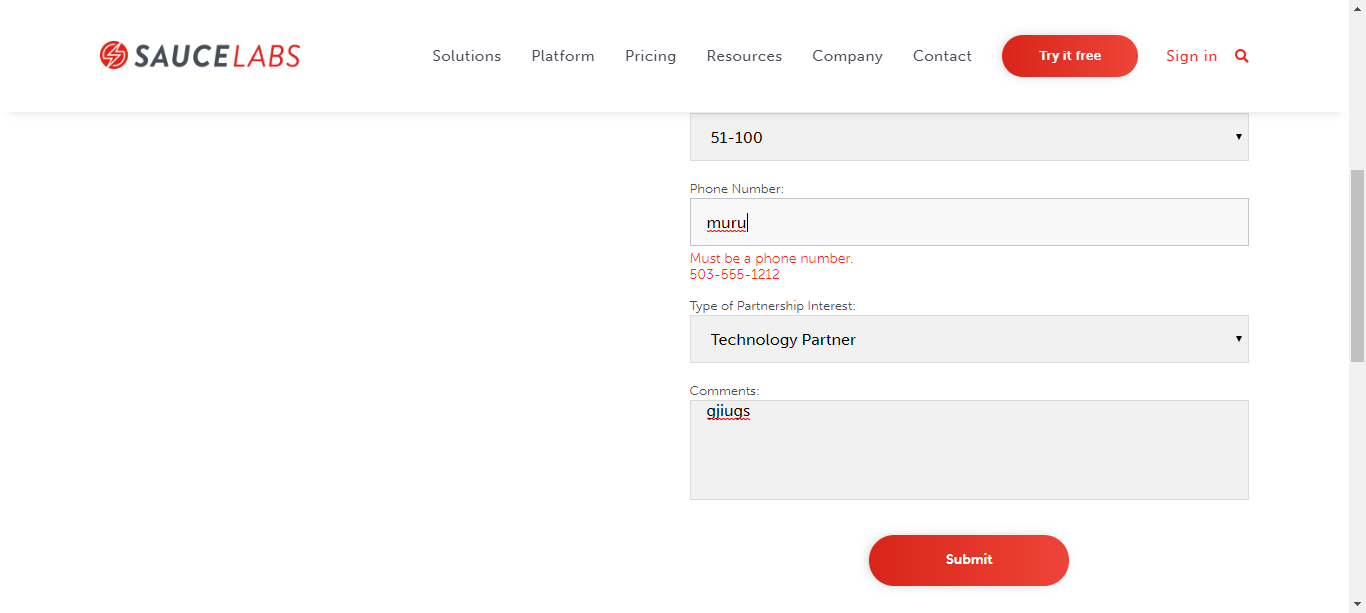 SAUCELABS
Solutions Platform Pricing Resources Company Contact Try it free Sign in
51-100
Phone Number:
muru
Must be a phone number.
503-555-1212
Type of Partnership Interest:
Technology Partner
Comments:
gjiugs
Submit